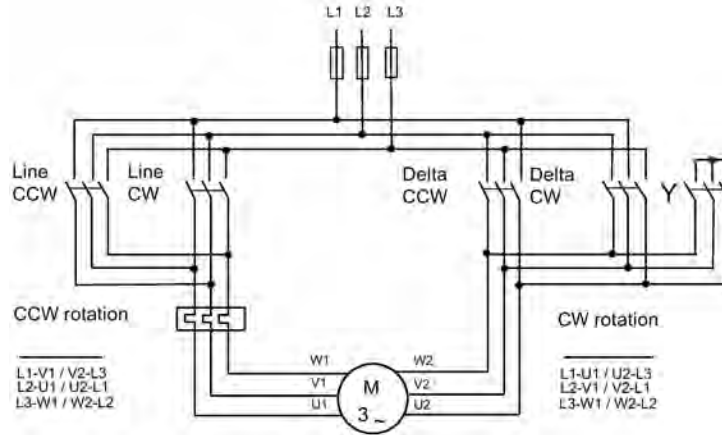 L1 L2 L3
Line CCW
Line CW
Delta CCW
Delta CW
Y
CCW rotation
CW rotation
L1-V1 / V2-L3
L2-U1 / U2-L1
L3-W1 / W2-L2
L1-U1 / U2-L3
L2-V1 / V2-L1
L3-W1 / W2-L2
W1 W2
V1 V2
U1 U2
M
3 ~